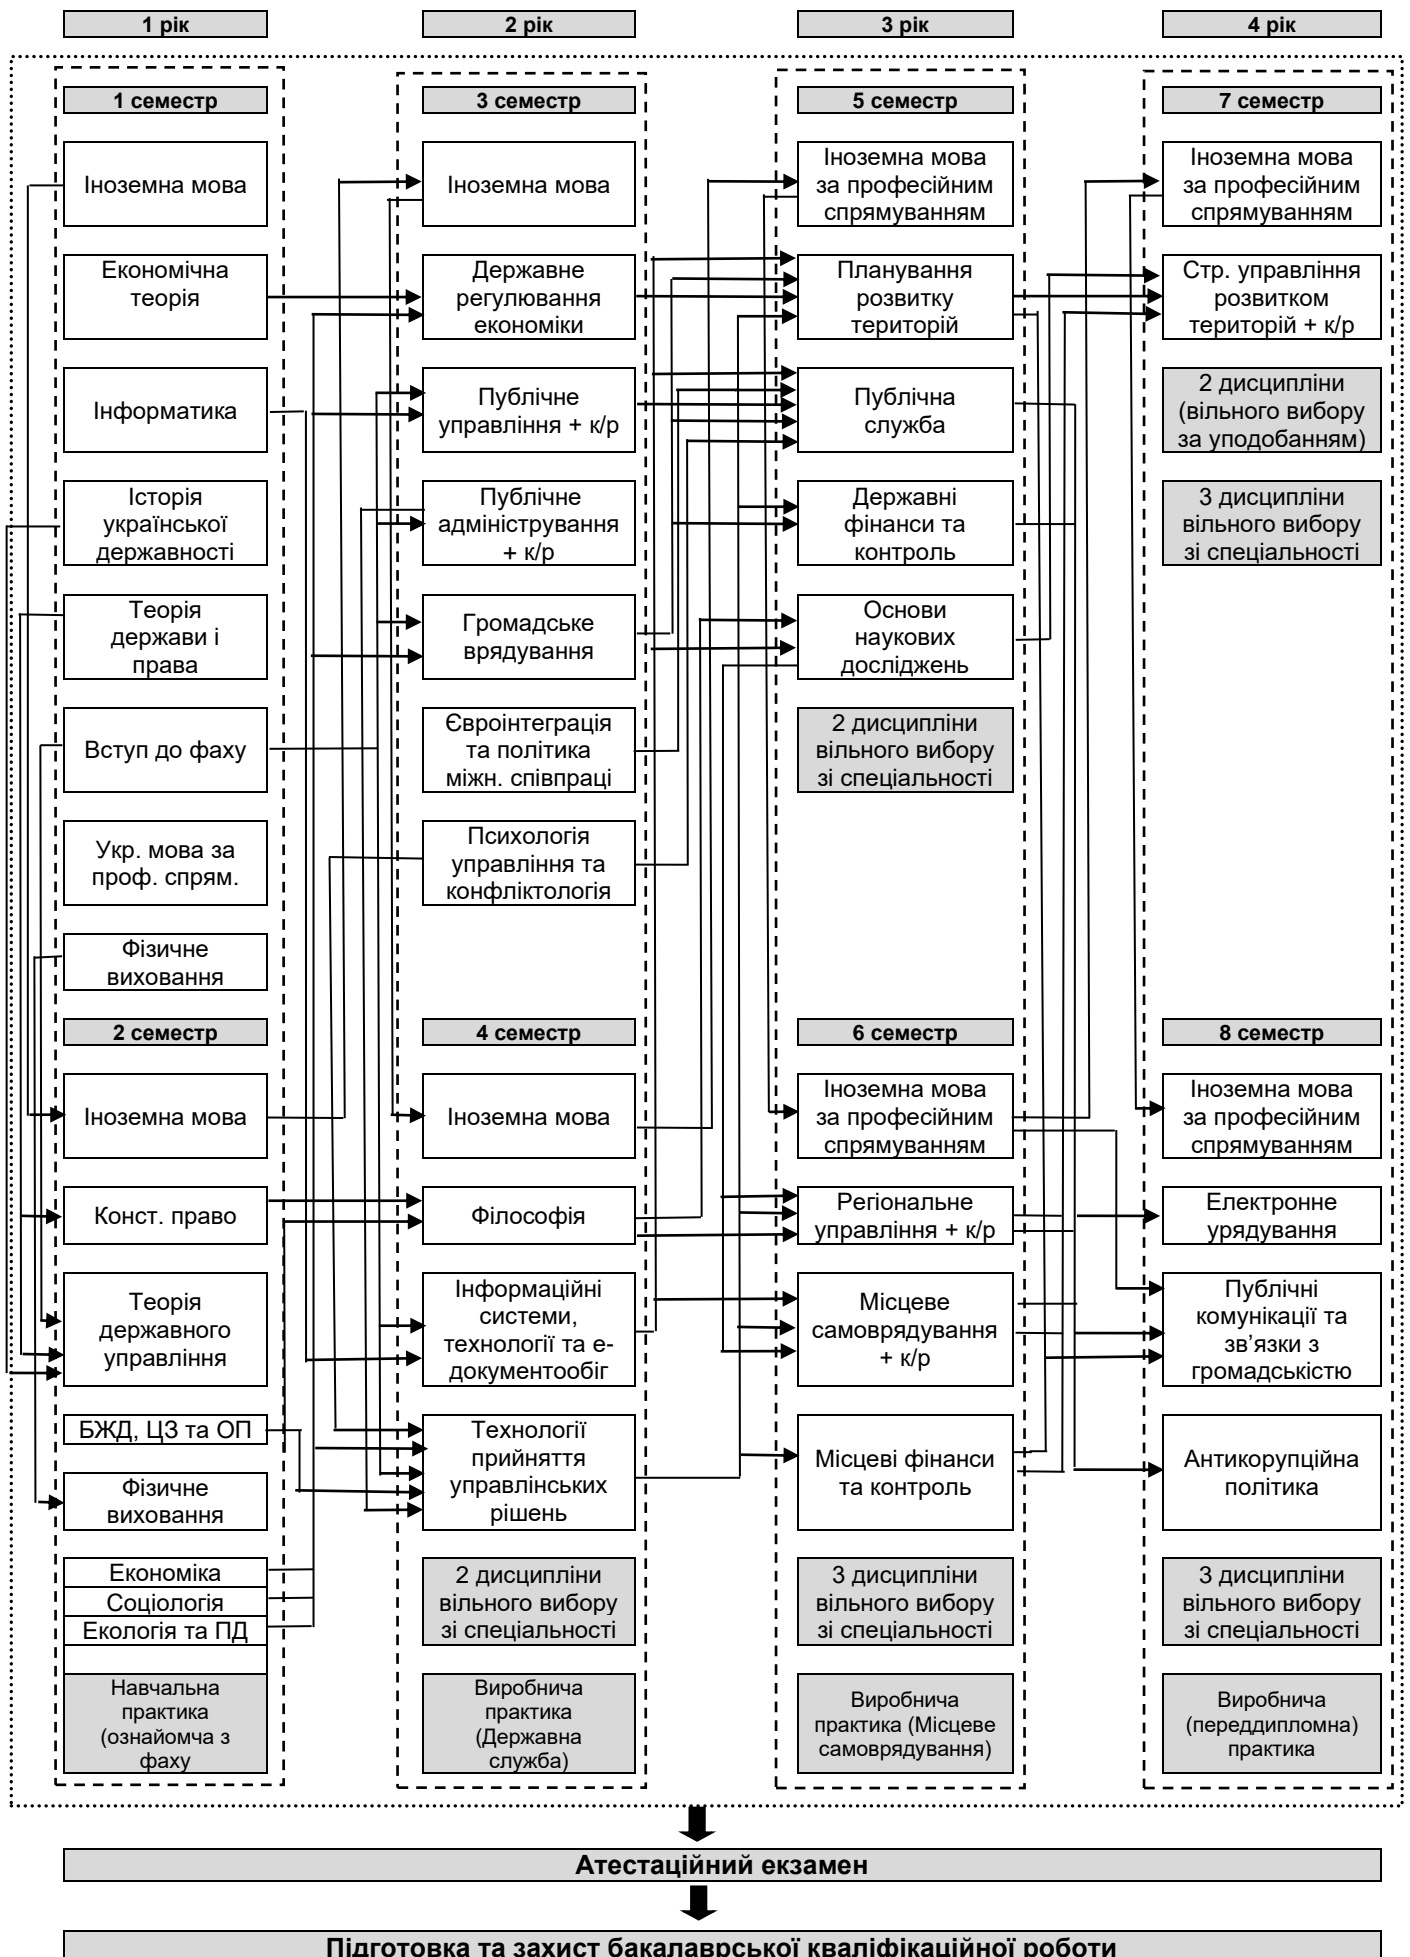 1 рік
2 рік
3 рік
4 рік
1 семестр
Іноземна мова
Економічна
теорія
Інформатика
Історія
української
державності
Теорія
держави і
права
Вступ до фаху
Укр. мова за
проф. спрям.
Фізичне
виховання
2 семестр
Іноземна мова
Конст. право
Теорія
державного
управління
БЖД, ЦЗ та ОП
Фізичне
виховання
Економіка
Соціологія
Екологія та ПД
Навчальна
практика
(ознайомча з
фаху
3 семестр
Іноземна мова
Державне
регулювання
економіки
Публічне
управління + к/р
Публічне
адміністрування
+ к/р
Громадське
врядування
Євроінтеграція
та політика
міжн. співпраці
Психологія
управління та
конфліктологія
4 семестр
Іноземна мова
Філософія
Інформаційні
системи,
технології та е-
документообіг
Технології
прийняття
управлінських
рішень
2 дисципліни
вільного вибору
зі спеціальності
Виробнича
практика
(Державна
служба)
5 семестр
Іноземна мова
за професійним
спрямуванням
Планування
розвитку
територій
Публічна
служба
Державні
фінанси та
контроль
Основи
наукових
досліджень
2 дисципліни
вільного вибору
зі спеціальності
6 семестр
Іноземна мова
за професійним
спрямуванням
Регіональне
управління + к/р
Місцеве
самоврядування
+ к/р
Місцеві фінанси
та контроль
3 дисципліни
вільного вибору
зі спеціальності
Виробнича
практика (Місцеве
самоврядування)
7 семестр
Іноземна мова
за професійним
спрямуванням
Стр. управління
розвитком
територій + к/р
2 дисципліни
(вільного вибору
за уподобанням)
3 дисципліни
вільного вибору
зі спеціальності
8 семестр
Іноземна мова
за професійним
спрямуванням
Електронне
урядування
Публічні
комунікації та
зв’язки з
громадськістю
Антикорупційна
політика
3 дисципліни
вільного вибору
зі спеціальності
Виробнича
(переддипломна)
практика
Атестаційний екзамен
Підготовка та захист бакалаврської кваліфікаційної роботи